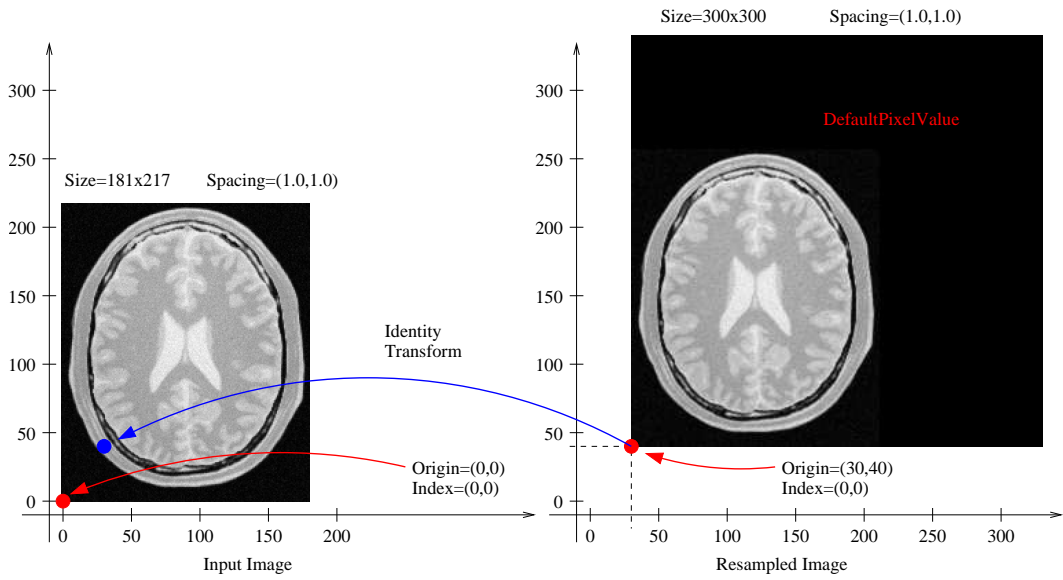 Size=300x300 Spacing=(1.0,1.0)
DefaultPixelValue
Size=181x217 Spacing=(1.0,1.0)
300
250
200
150
100
50
0
300
250
200
150
100
50
0
Identity
Transform
Origin=(0,0)
Index=(0,0)
Origin=(30,40)
Index=(0,0)
0 50 100 150 200
0 50 100 150 200 250 300
Input Image
Resampled Image